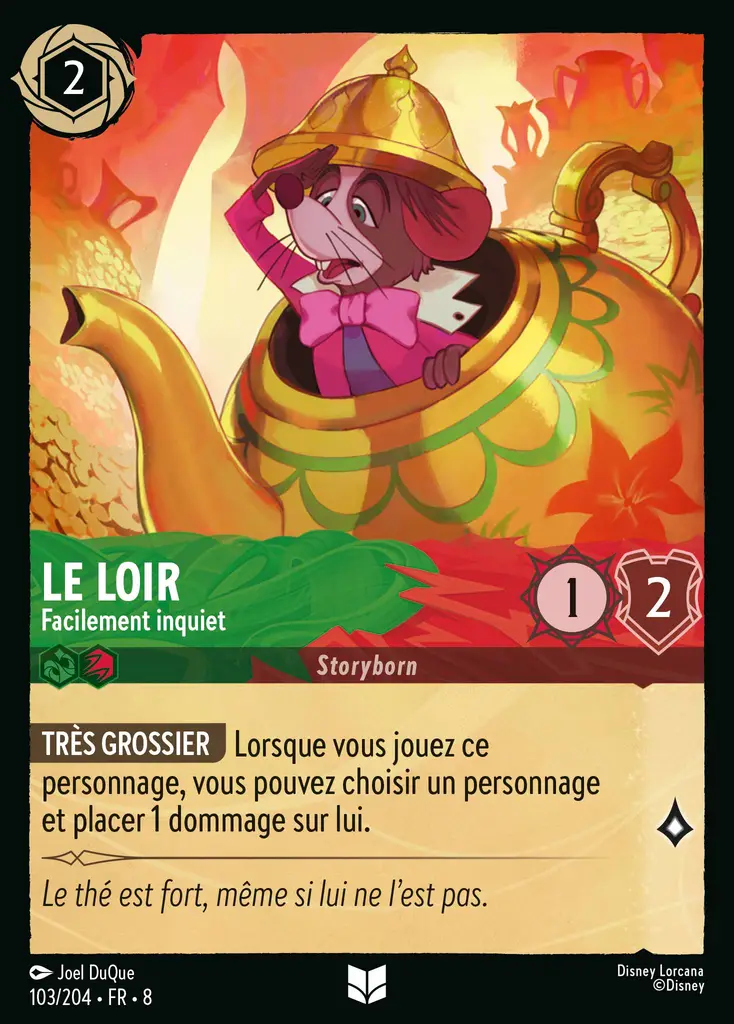 2
LE LOIR
Facilement inquiet
1
2
Storyborn
TRÈS GROSSIER Lorsque vous jouez ce
personnage, vous pouvez choisir un personnage
et placer 1 dommage sur lui.
Le thé est fort, même si lui ne l’est pas.
Joel DuQue
103/204 • FR • 8
Disney Lorcana
©Disney